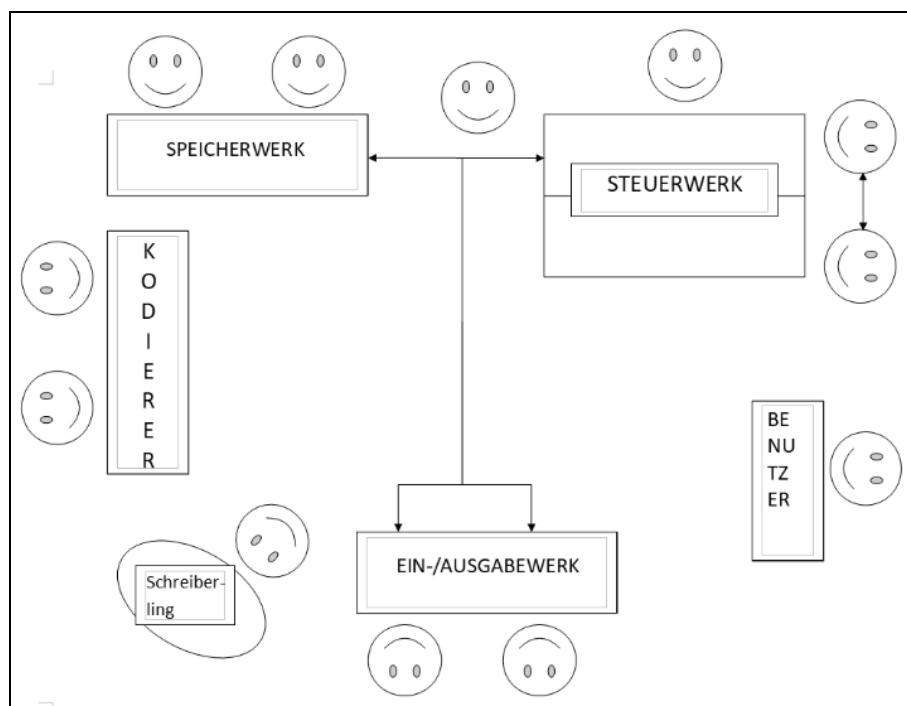 SPEICHERWERK
STEUERWERK
K
O
D
I
E
R
E
R
BE
NU
TZ
ER
EIN-/AUSGABEWERK
Schreiber-
ling